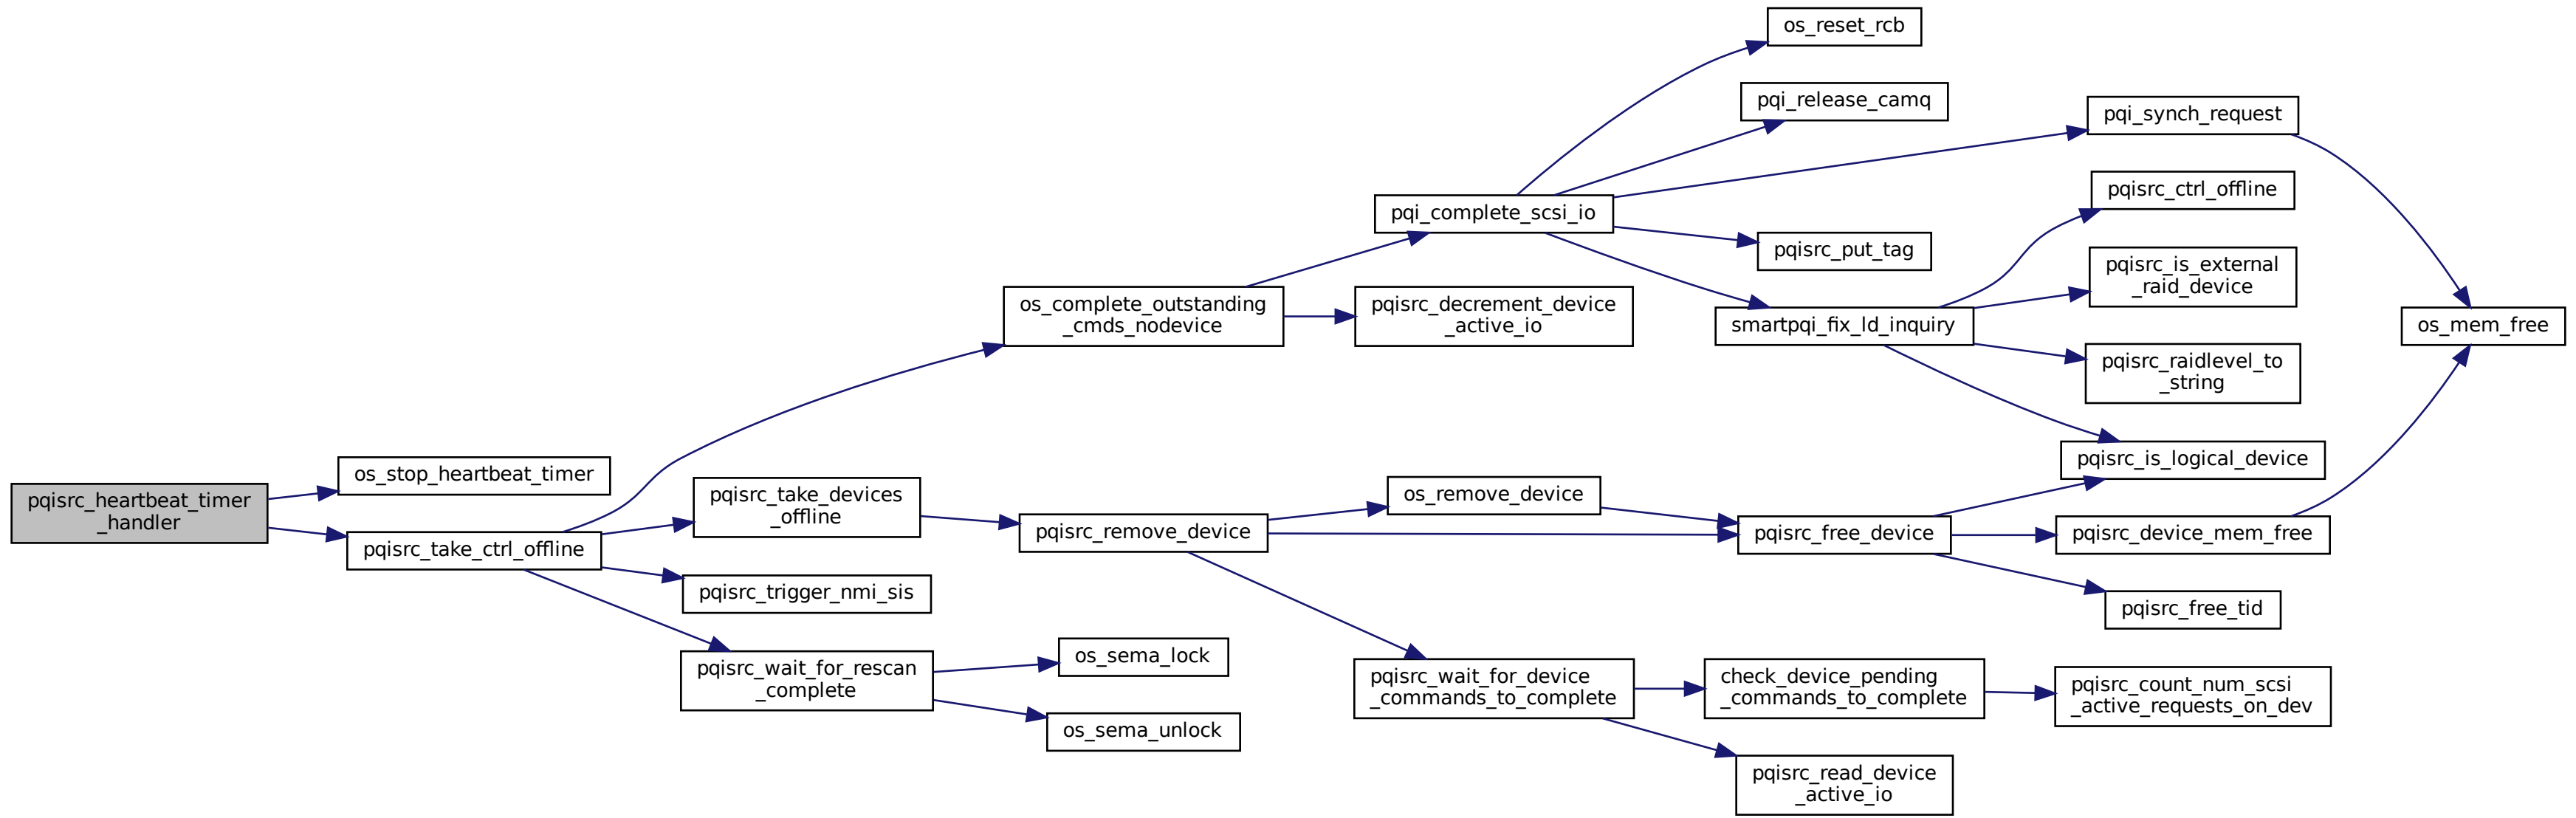 pqisrc_heartbeat_timer
_handler
os_stop_heartbeat_timer
pqisrc_take_ctrl_offline
os_complete_outstanding
_cmds_nodevice
pqisrc_take_devices
_offline
pqisrc_trigger_nmi_sis
pqisrc_wait_for_rescan
_complete
pqi_complete_scsi_io
pqisrc_decrement_device
_active_io
pqisrc_remove_device
os_sema_lock
os_sema_unlock
os_reset_rcb
pqi_release_camq
pqi_synch_request
pqisrc_put_tag
smartpqi_fix_ld_inquiry
os_remove_device
pqisrc_free_device
pqisrc_wait_for_device
_commands_to_complete
pqisrc_ctrl_offline
pqisrc_is_external
_raid_device
pqisrc_raidlevel_to
_string
pqisrc_is_logical_device
pqisrc_device_mem_free
pqisrc_free_tid
check_device_pending
_commands_to_complete
pqisrc_read_device
_active_io
pqisrc_count_num_scsi
_active_requests_on_dev
os_mem_free